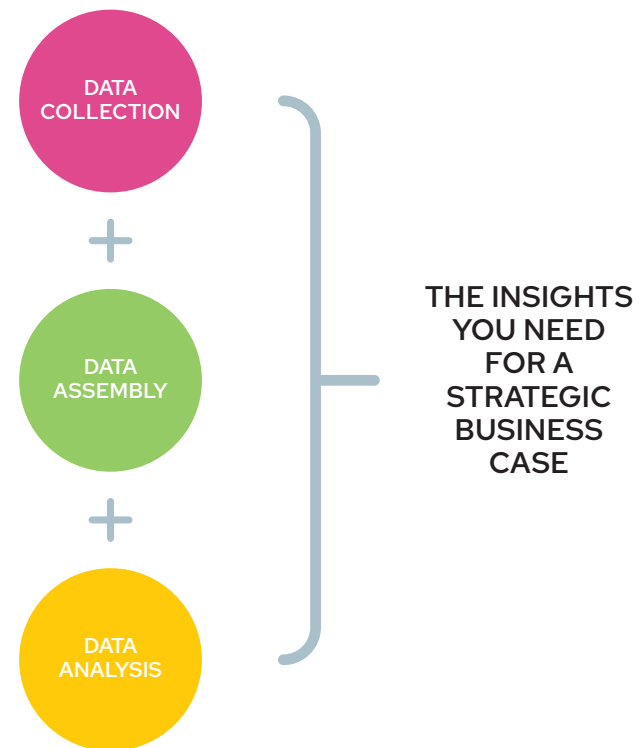 DATA
COLLECTION
DATA
ASSEMBLY
DATA
ANALYSIS
THE INSIGHTS
YOU NEED
FOR A
STRATEGIC
BUSINESS
CASE